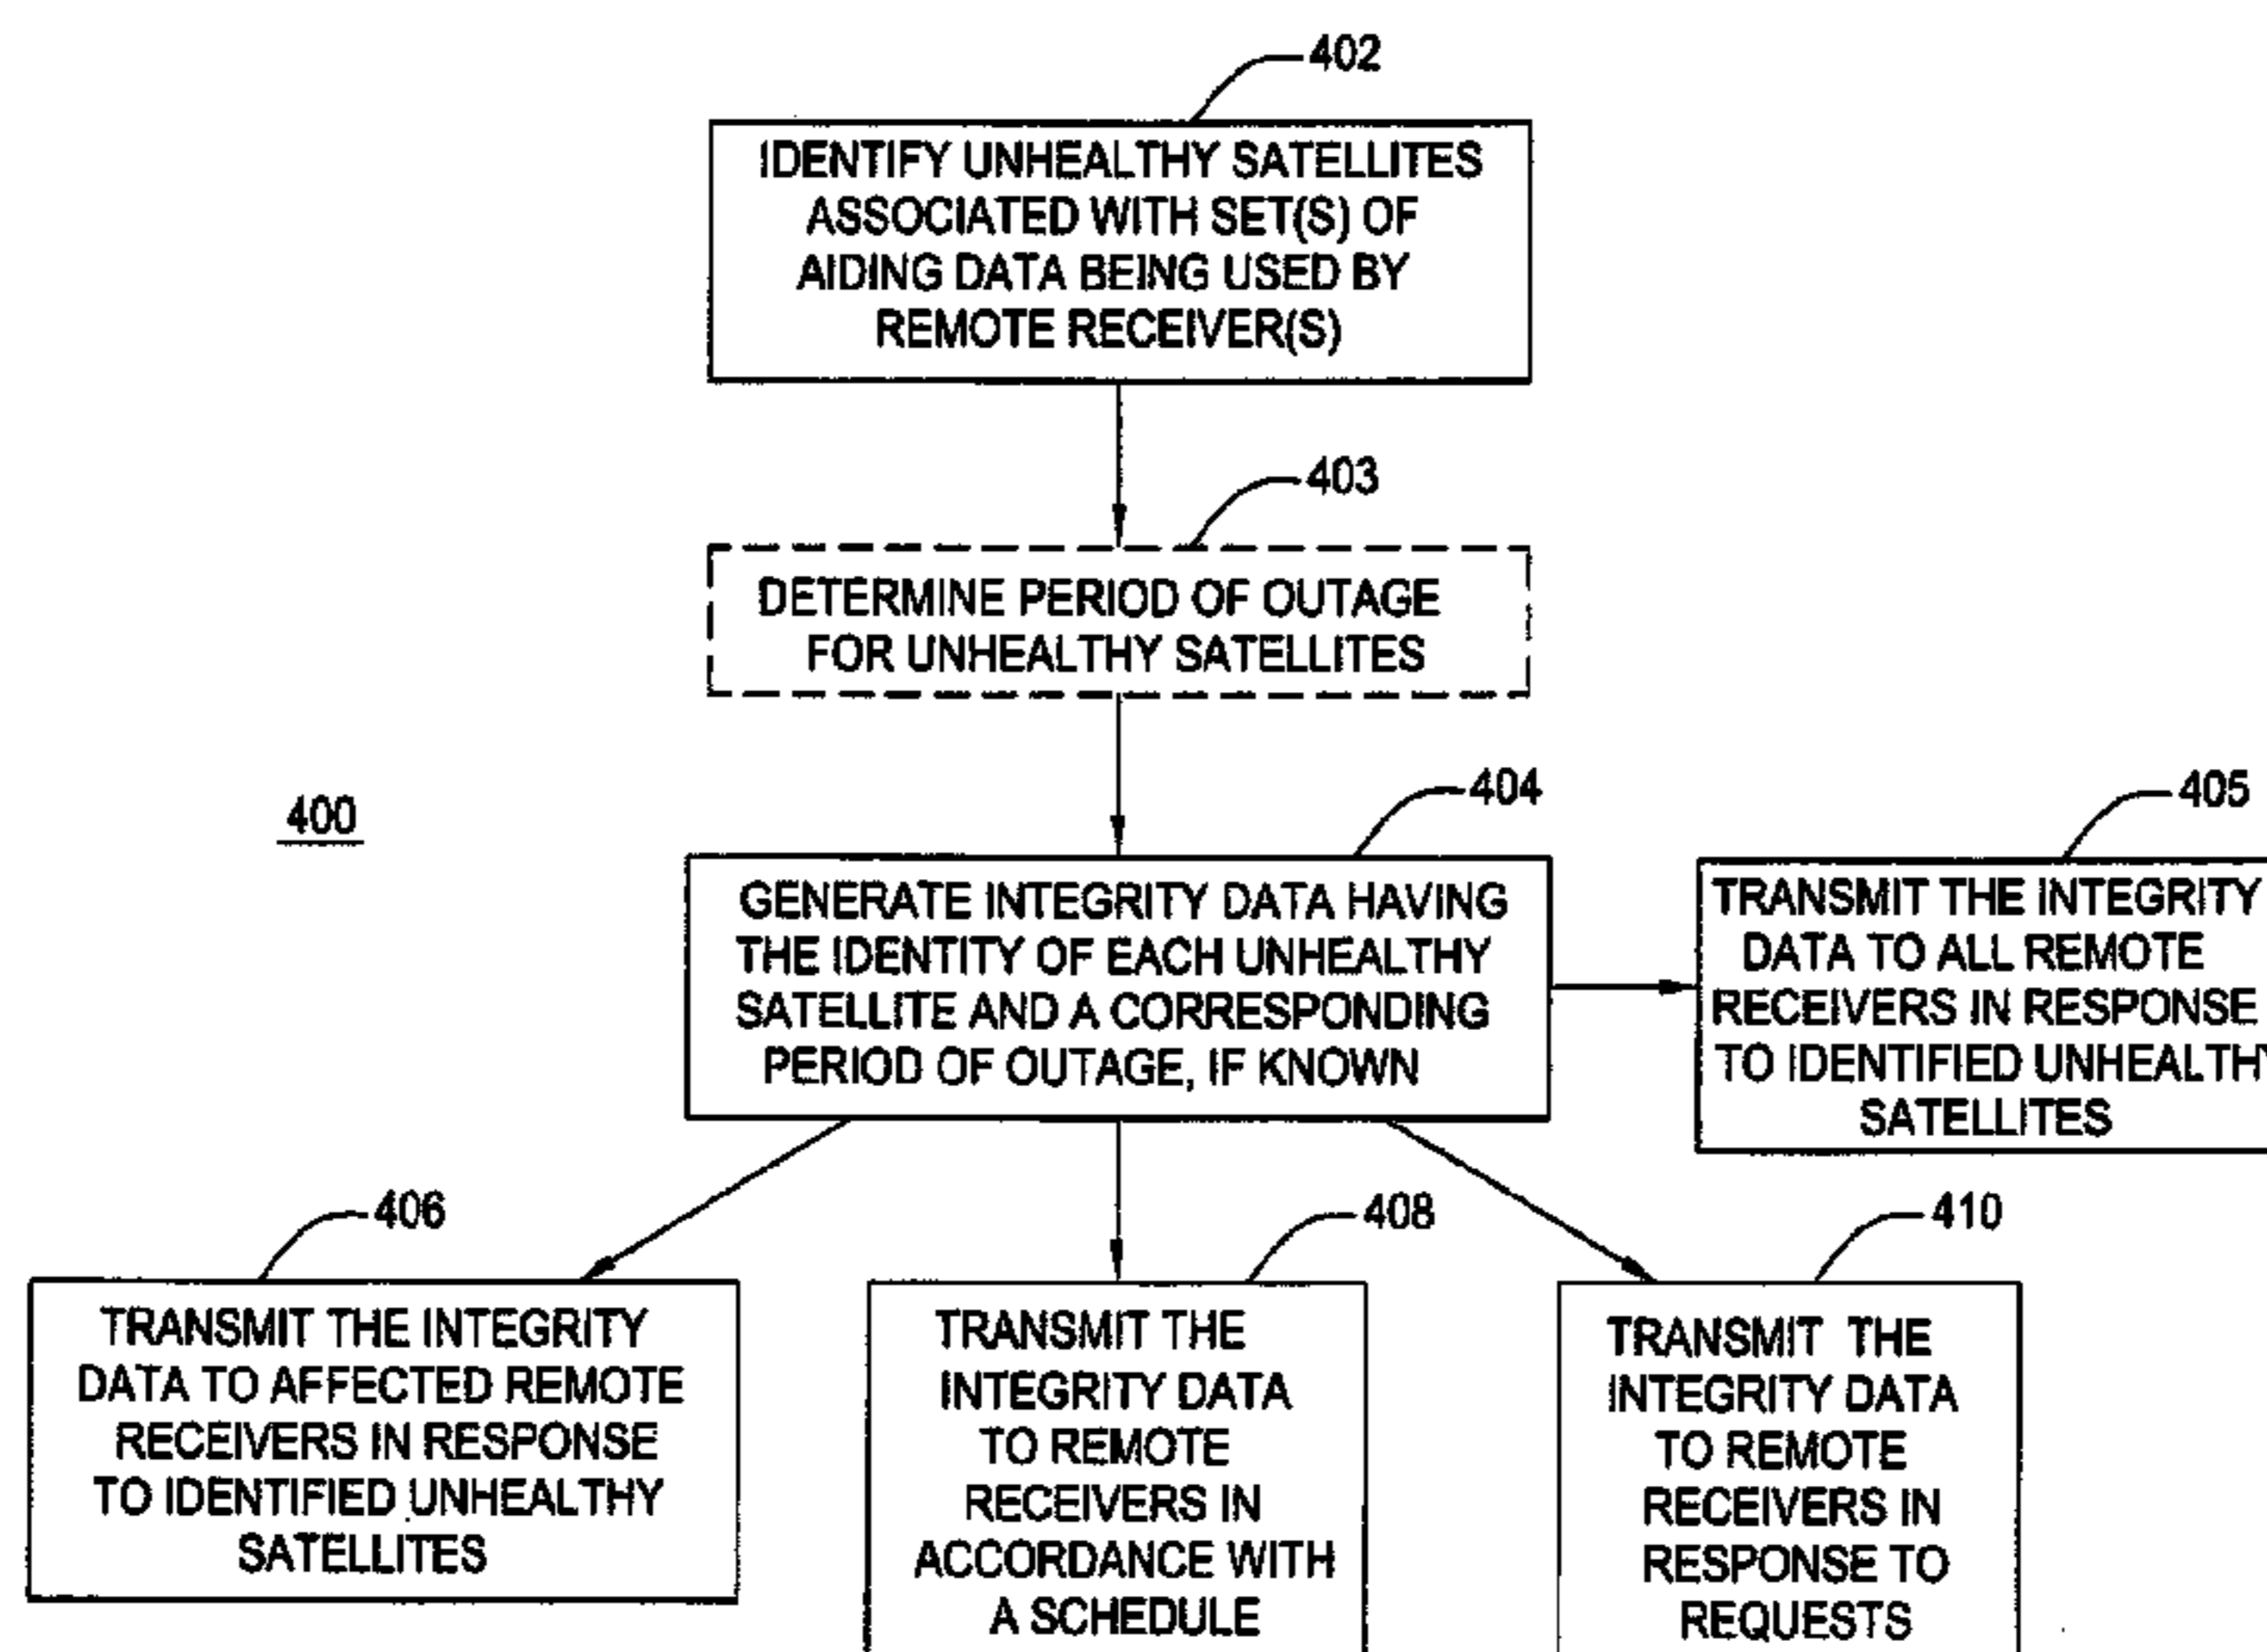 402
IDENTIFY UNHEALTHY SATELLITES
ASSOCIATED WITH SET(S) OF
AIDING DATA BEING USED BY
REMOTE RECEIVER(S)
403
DETERMINE PERIOD OF OUTAGE
FOR UNHEALTHY SATELLITES
400
404
GENERATE INTEGRITY DATA HAVING
THE IDENTITY OF EACH UNHEALTHY
SATELLITE AND A CORRESPONDING
PERIOD OF OUTAGE, IF KNOWN
405
TRANSMIT THE INTEGRITY
DATA TO ALL REMOTE
RECEIVERS IN RESPONSE
TO IDENTIFIED UNHEALTHY
SATELLITES
406
TRANSMIT THE INTEGRITY
DATA TO AFFECTED REMOTE
RECEIVERS IN RESPONSE
TO IDENTIFIED UNHEALTHY
SATELLITES
408
TRANSMIT THE
INTEGRITY DATA
TO REMOTE
RECEIVERS IN
ACCORDANCE WITH
A SCHEDULE
410
TRANSMIT THE
INTEGRITY DATA
TO REMOTE
RECEIVERS IN
RESPONSE TO
REQUESTS